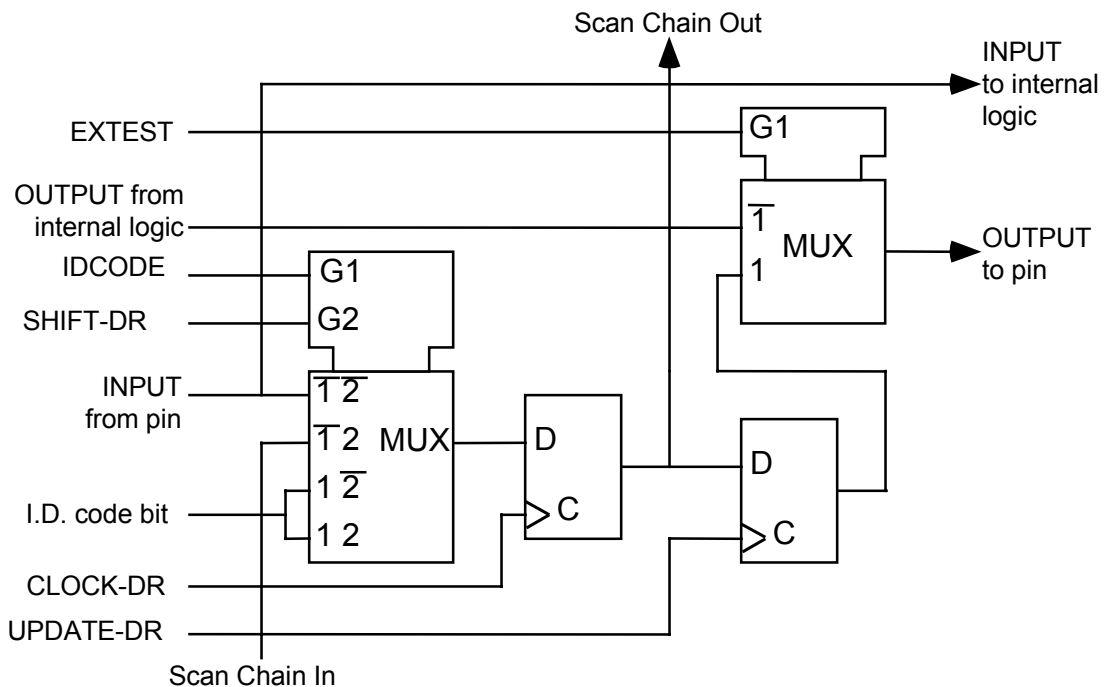 Scan Chain Out
INPUT
to internal
logic
EXTEST
G1
OUTPUT from
internal logic
1̅
MUX
1
OUTPUT
to pin
IDCODE
G1
SHIFT-DR
G2
INPUT
from pin
1̅ 2̅
1̅ 2
MUX
1 2̅
1 2
I.D. code bit
D
C
D
C
CLOCK-DR
UPDATE-DR
Scan Chain In